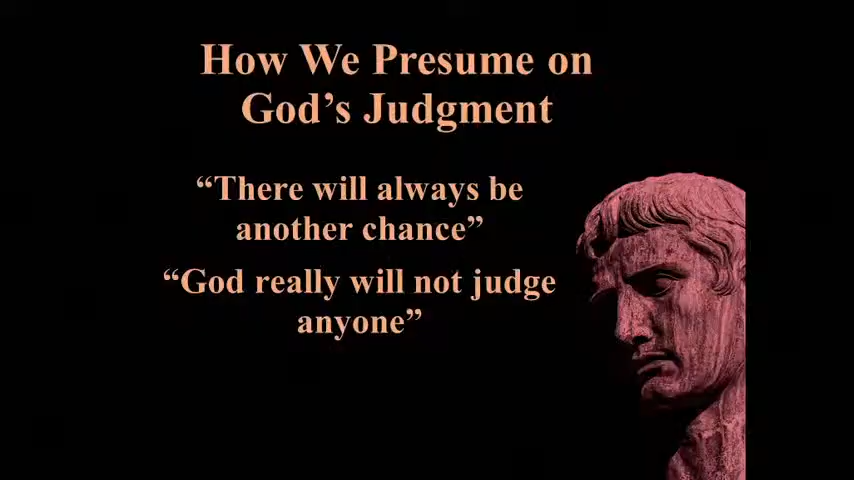 How We Presume on
God’s Judgment
“There will always be
another chance”
“God really will not judge
anyone”